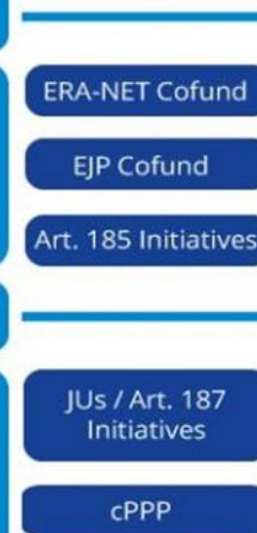 ERA-NET Cofund
EJP Cofund
Art. 185 Initiatives
JUs / Art. 187
Initiatives
cPPP